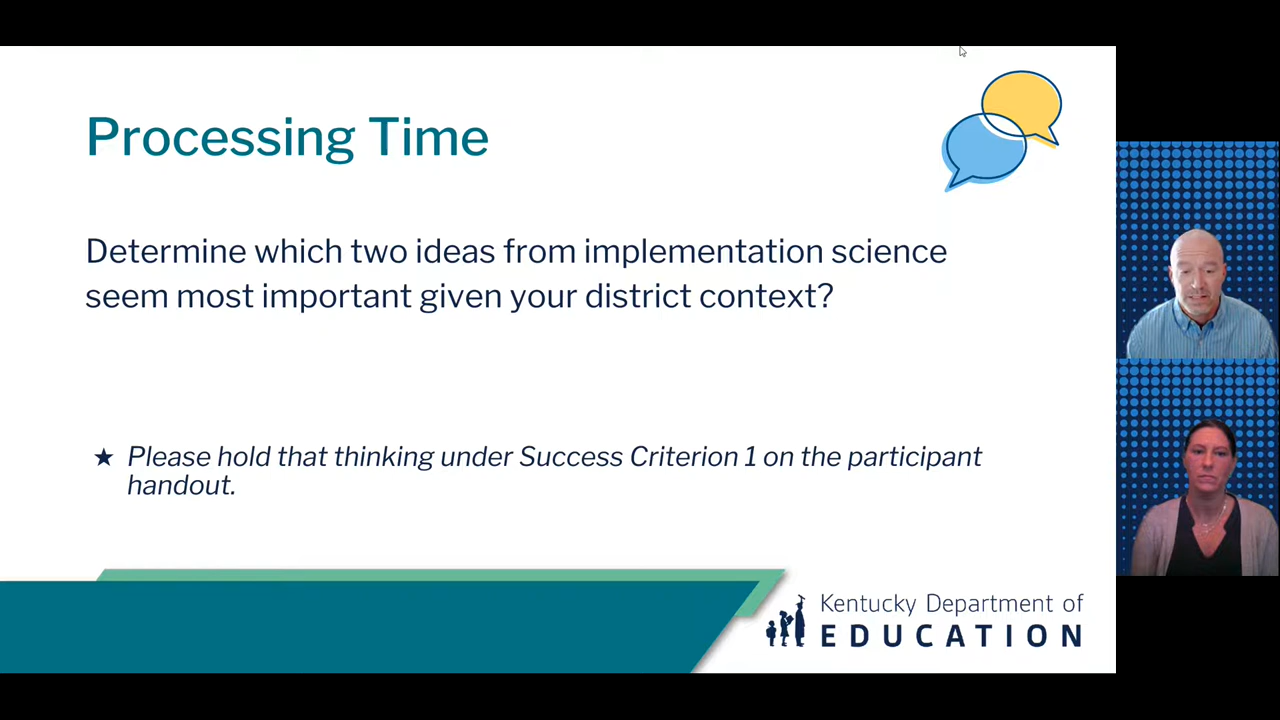 Processing Time
Determine which two ideas from implementation science
seem most important given your district context?
★ Please hold that thinking under Success Criterion 1 on the participant
handout.
Kentucky Department of
EDUCATION